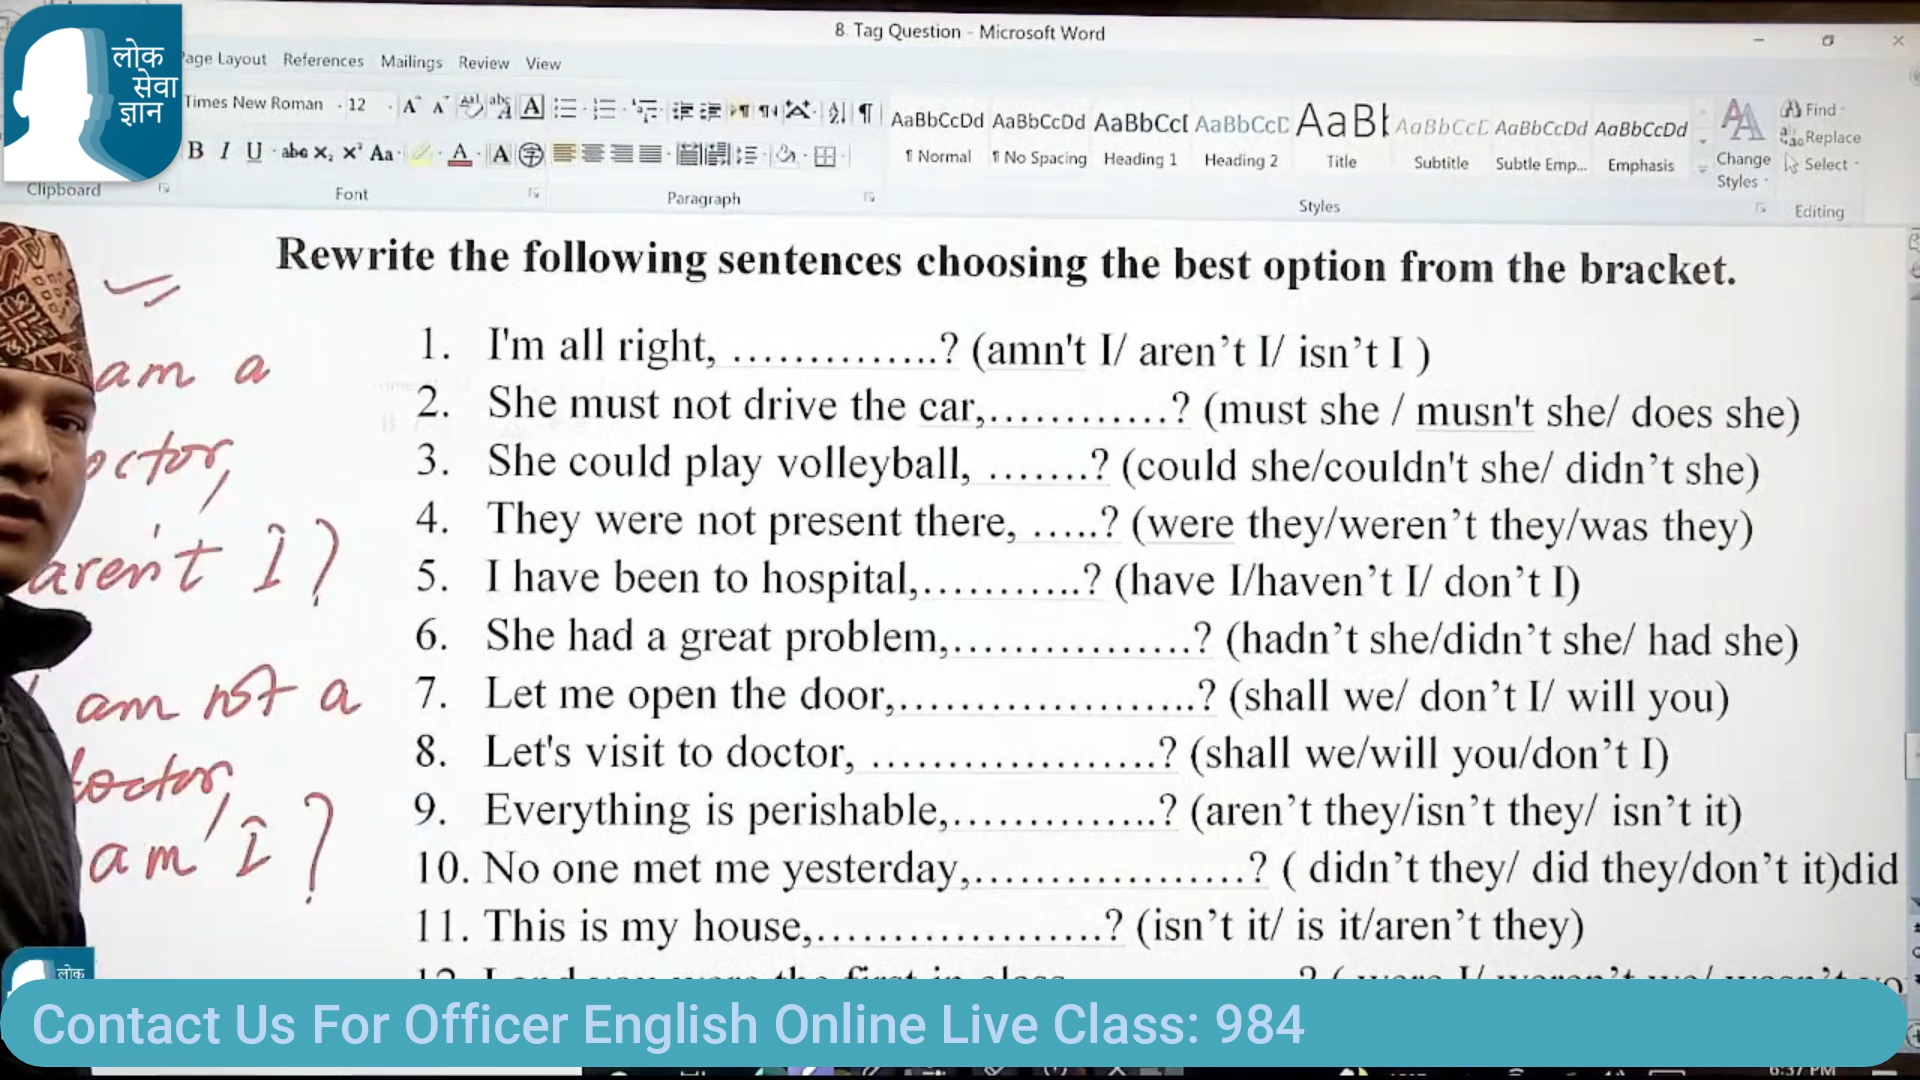 8. Tag Question - Microsoft Word
लोक
सेवा
ज्ञान
Page Layout References Mailings Review View
Times New Roman 12
AaBbCcDd AaBbCcDd AaBbCcI AaBbCcD AaBI AaBbCcD AaBbCcDd AaBbCcDd
¶ Normal ¶ No Spacing Heading 1 Heading 2 Title Subtitle Subtle Emp... Emphasis
Change
Styles
Find
Replace
Select
Clipboard Font Paragraph Styles Editing
Rewrite the following sentences choosing the best option from the bracket.
1. I'm all right, ..............? (amn't I/ aren’t I/ isn’t I )
2. She must not drive the car,............? (must she / musn't she/ does she)
3. She could play volleyball, .......? (could she/couldn't she/ didn’t she)
4. They were not present there, .....? (were they/weren’t they/was they)
5. I have been to hospital,...........? (have I/haven’t I/ don’t I)
6. She had a great problem,................? (hadn’t she/didn’t she/ had she)
7. Let me open the door,....................? (shall we/ don’t I/ will you)
8. Let's visit to doctor, ...................? (shall we/will you/don’t I)
9. Everything is perishable,..............? (aren’t they/isn’t they/ isn’t it)
10. No one met me yesterday,..................? ( didn’t they/ did they/don’t it)did
11. This is my house,...................? (isn’t it/ is it/aren’t they)
am a
octor,
aren't I?
am not a
doctor,
am I?
लोक
Contact Us For Officer English Online Live Class: 984
6:37 PM